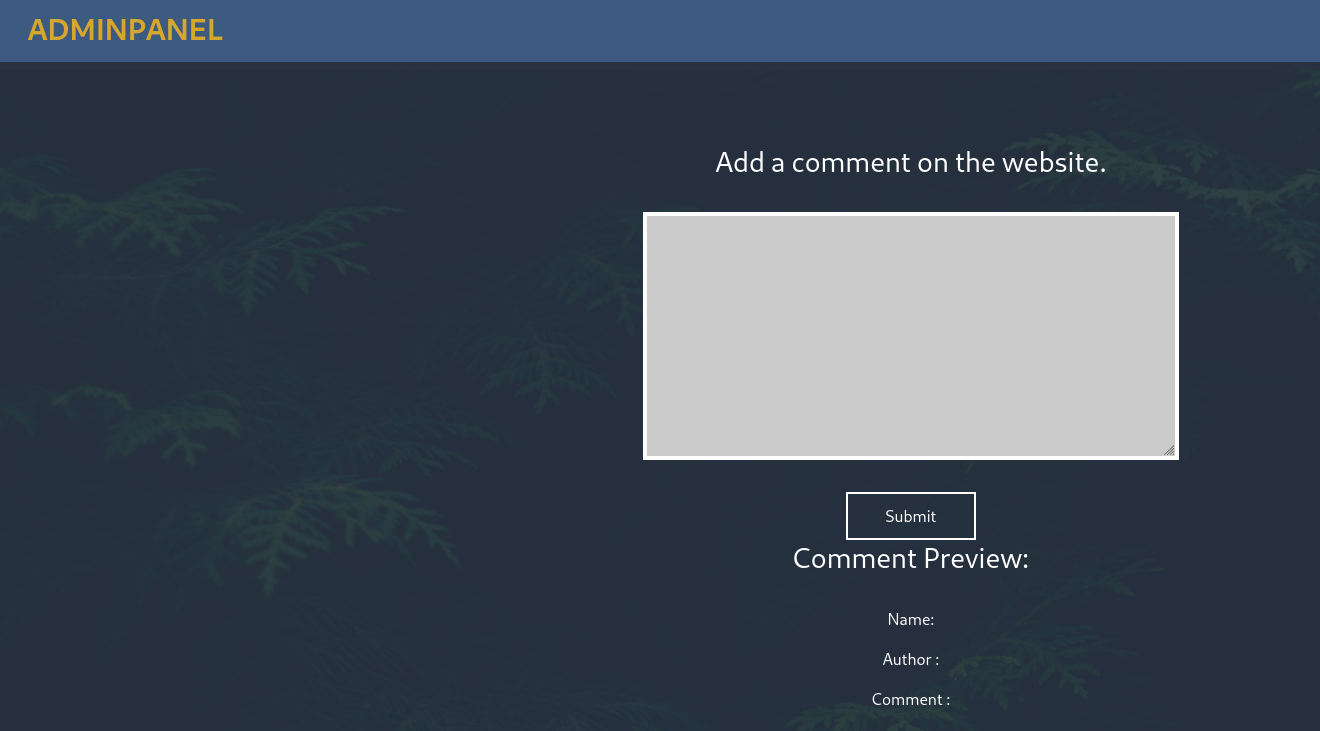 ADMINPANEL
Add a comment on the website.
Submit
Comment Preview:
Name:
Author :
Comment :